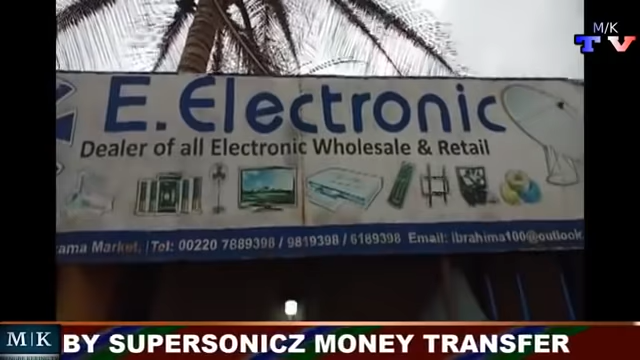 M/K
TV
E. Electronic
Dealer of all Electronic Wholesale & Retail
Market, Tel: 00220 7889398 / 9819398 / 6189398 Email: ibrahima100@outlook.
M|K
BY SUPERSONICZ MONEY TRANSFER